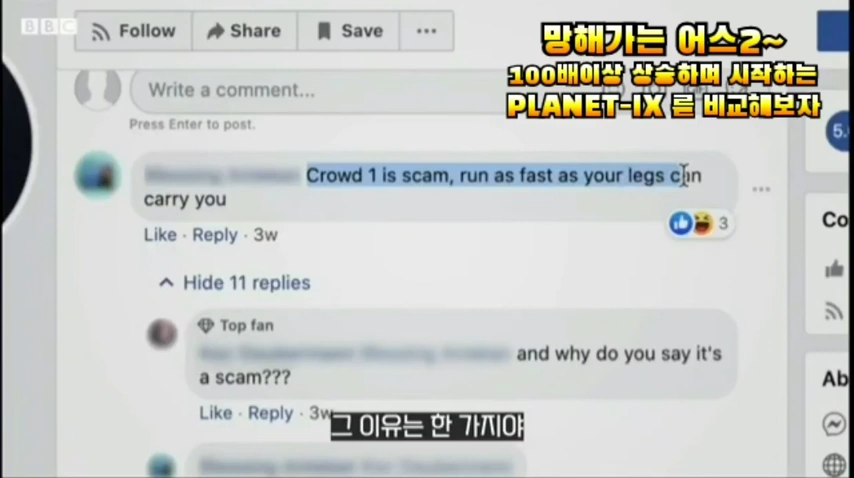 BBC
Follow
Share
Save
망해가는 어스2~
100배이상 상승하며 시작하는
PLANET-IX 를 비교해보자
Write a comment...
Press Enter to post.
5.
Crowd 1 is scam, run as fast as your legs can
carry you
3
Like · Reply · 3w
Co
Hide 11 replies
Top fan
and why do you say it's
a scam???
Ab
Like · Reply · 3w
그 이유는 한 가지야